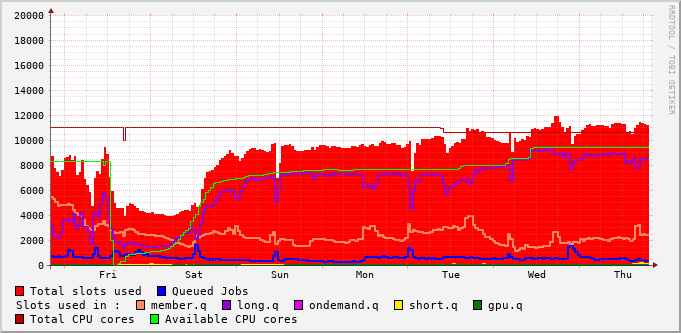 20000
18000
16000
14000
12000
10000
8000
6000
4000
2000
0
Fri Sat Sun Mon Tue Wed Thu
RRDTOOL / TOBI OETIKER
Total slots used Queued Jobs
Slots used in : member.q long.q ondemand.q short.q gpu.q
Total CPU cores Available CPU cores